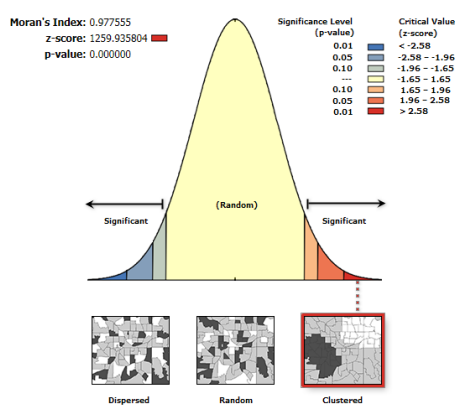 Moran's Index: 0.977555
z-score: 1259.935804
p-value: 0.000000
Significance Level
(p-value)
Critical Value
(z-score)
0.01 < -2.58
0.05 -2.58 - -1.96
0.10 -1.96 - -1.65
--- -1.65 - 1.65
0.10 1.65 - 1.96
0.05 1.96 - 2.58
0.01 > 2.58
(Random)
Significant
Significant
Dispersed
Random
Clustered